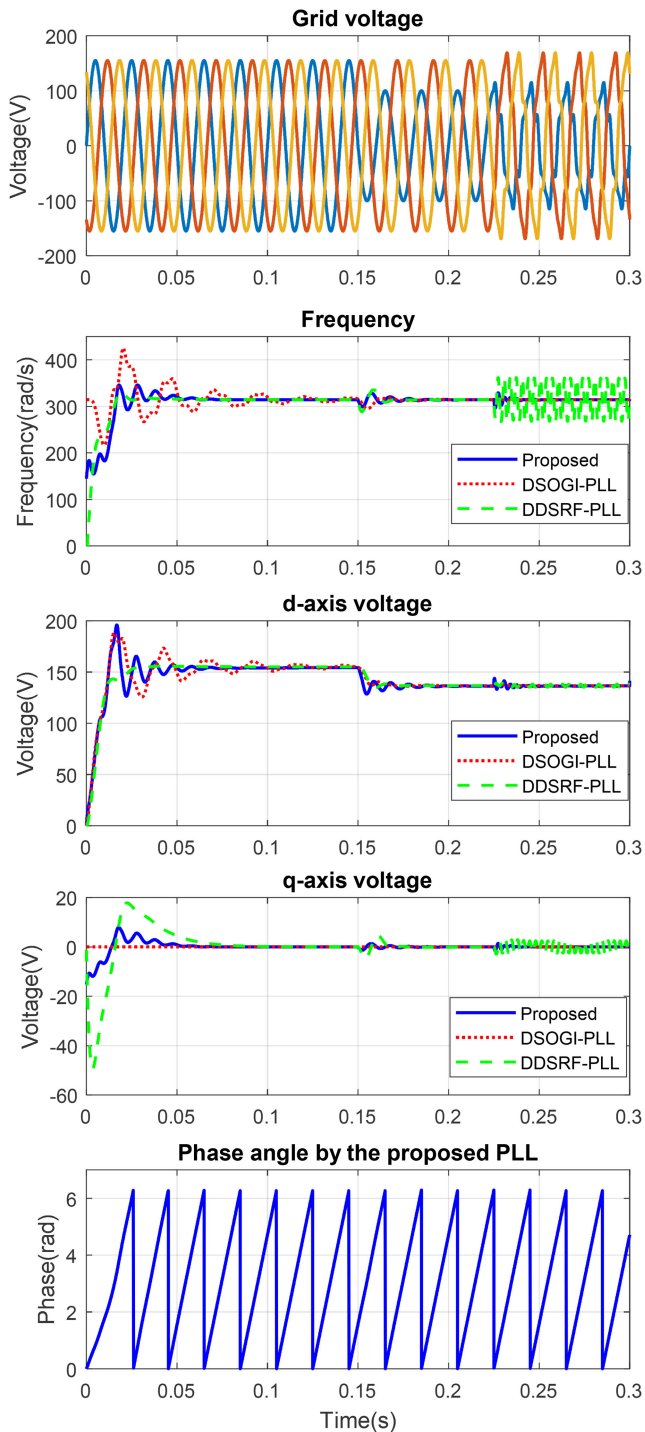 Grid voltage
Voltage(V)
200
100
0
-100
-200
0 0.05 0.1 0.15 0.2 0.25 0.3
Frequency
Frequency(rad/s)
400
300
200
100
0
Proposed
DSOGI-PLL
DDSRF-PLL
0 0.05 0.1 0.15 0.2 0.25 0.3
d-axis voltage
Voltage(V)
200
150
100
50
0
Proposed
DSOGI-PLL
DDSRF-PLL
0 0.05 0.1 0.15 0.2 0.25 0.3
q-axis voltage
Voltage(V)
20
0
-20
-40
-60
Proposed
DSOGI-PLL
DDSRF-PLL
0 0.05 0.1 0.15 0.2 0.25 0.3
Phase angle by the proposed PLL
Phase(rad)
6
4
2
0
0 0.05 0.1 0.15 0.2 0.25 0.3
Time(s)